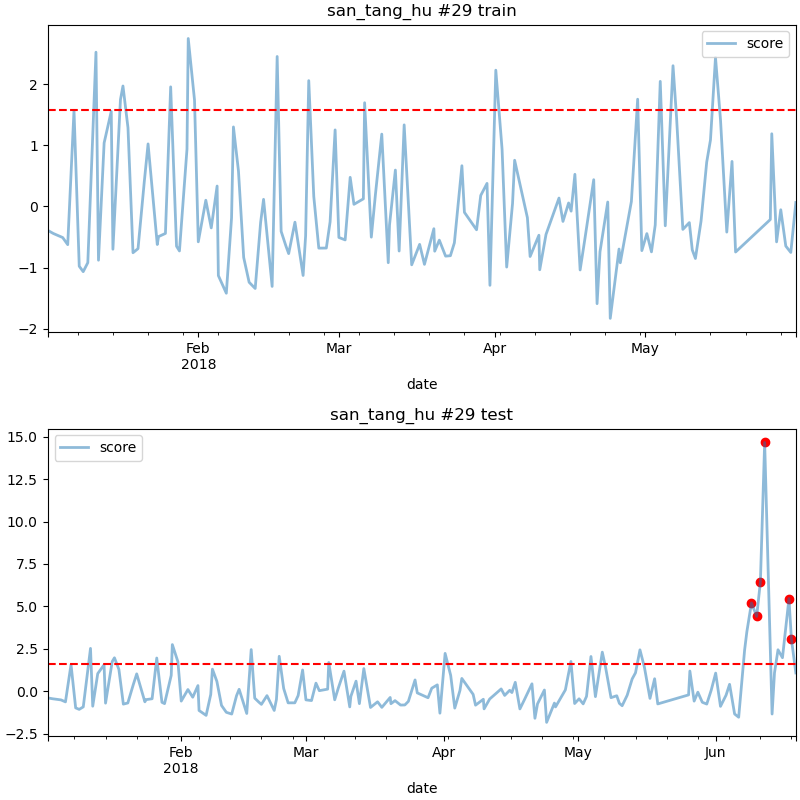 san_tang_hu #29 train
score
2
1
0
−1
−2
Feb
2018
Mar
Apr
May
date
san_tang_hu #29 test
score
15.0
12.5
10.0
7.5
5.0
2.5
0.0
−2.5
Feb
2018
Mar
Apr
May
Jun
date